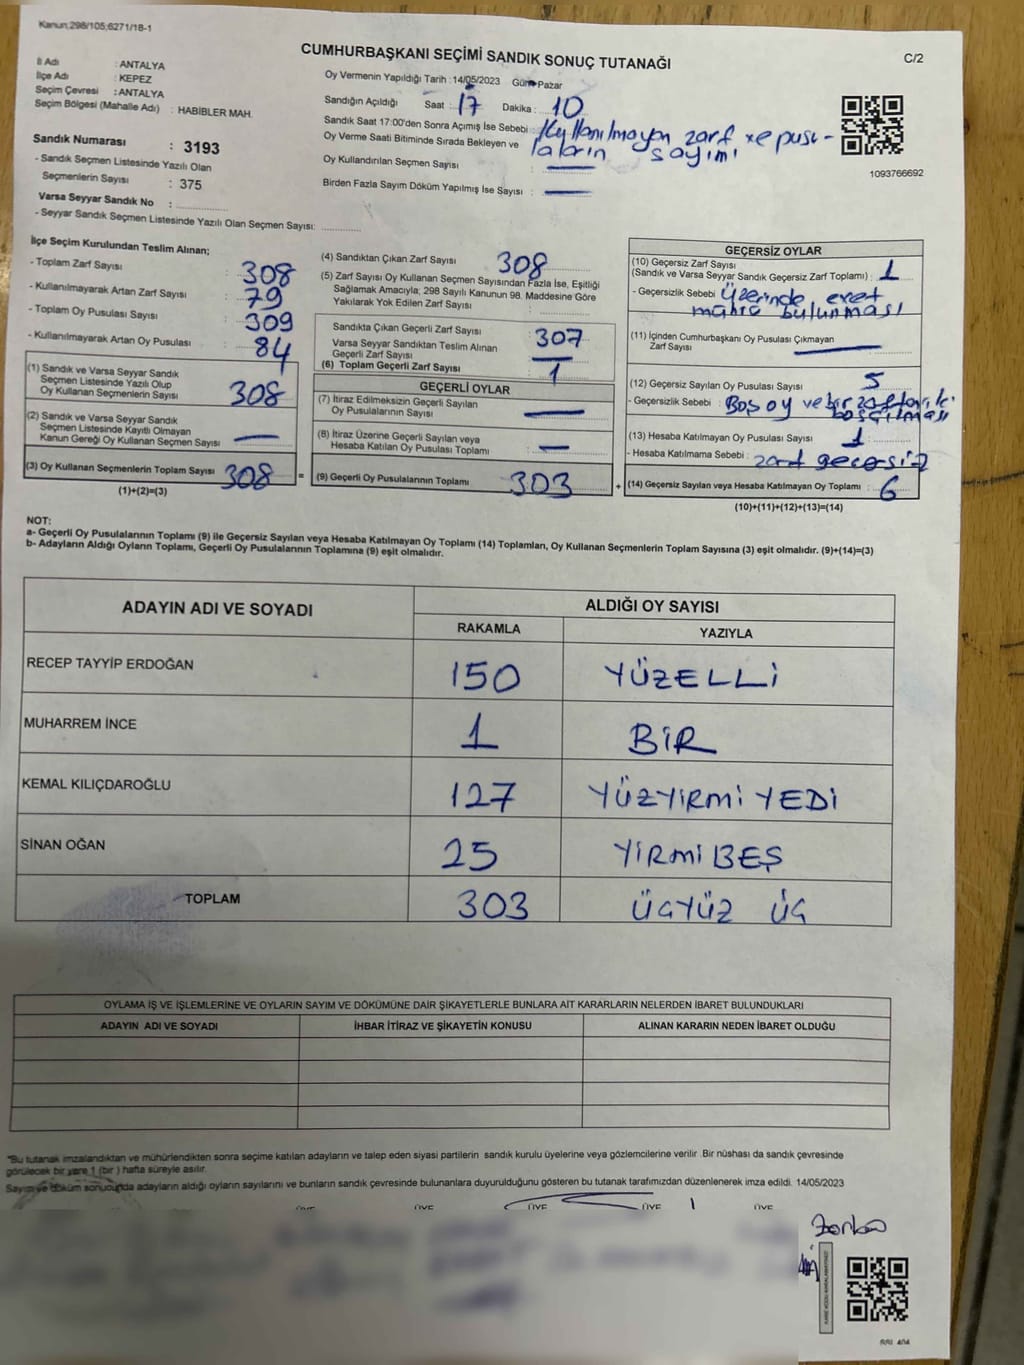 Kanun:298/105;6271/18-1
CUMHURBAŞKANI SEÇİMİ SANDIK SONUÇ TUTANAĞI
C/2
İl Adı : ANTALYA
İlçe Adı : KEPEZ
Seçim Çevresi : ANTALYA
Seçim Bölgesi (Mahalle Adı) : HABİBLER MAH.
Oy Vermenin Yapıldığı Tarih : 14/05/2023 Gün Pazar
Sandığın Açıldığı Saat : 17 Dakika : 10
Sandık Saat 17:00'den Sonra Açımış İse Sebebi : Kullanılmayan zarf ve pusu-
Oy Verme Saati Bitiminde Sırada Bekleyen ve laların sayımı
Oy Kullandırılan Seçmen Sayısı : —
Birden Fazla Sayım Döküm Yapılmış İse Sayısı : —
1093766692
Sandık Numarası : 3193
- Sandık Seçmen Listesinde Yazılı Olan
Seçmenlerin Sayısı : 375
Varsa Seyyar Sandık No :
- Seyyar Sandık Seçmen Listesinde Yazılı Olan Seçmen Sayısı:
İlçe Seçim Kurulundan Teslim Alınan;
- Toplam Zarf Sayısı : 308
- Kullanılmayarak Artan Zarf Sayısı : 79
- Toplam Oy Pusulası Sayısı : 309
- Kullanılmayarak Artan Oy Pusulası : 84
(1) Sandık ve Varsa Seyyar Sandık
Seçmen Listesinde Yazılı Olup
Oy Kullanan Seçmenlerin Sayısı 308
(2) Sandık ve Varsa Seyyar Sandık
Seçmen Listesinde Kayıtlı Olmayan
Kanun Gereği Oy Kullanan Seçmen Sayısı —
(3) Oy Kullanan Seçmenlerin Toplam Sayısı 308 =
(1)+(2)=(3)
(4) Sandıktan Çıkan Zarf Sayısı 308
(5) Zarf Sayısı Oy Kullanan Seçmen Sayısından Fazla İse, Eşitliği
Sağlamak Amacıyla, 298 Sayılı Kanunun 98. Maddesine Göre
Yakılarak Yok Edilen Zarf Sayısı :
Sandıkta Çıkan Geçerli Zarf Sayısı : 307
Varsa Seyyar Sandıktan Teslim Alınan
Geçerli Zarf Sayısı : —
(6) Toplam Geçerli Zarf Sayısı : 1
GEÇERLİ OYLAR
(7) İtiraz Edilmeksizin Geçerli Sayılan
Oy Pusulalarının Sayısı : —
(8) İtiraz Üzerine Geçerli Sayılan veya
Hesaba Katılan Oy Pusulası Toplamı : —
(9) Geçerli Oy Pusulalarının Toplamı 303 +
GEÇERSİZ OYLAR
(10) Geçersiz Zarf Sayısı
(Sandık ve Varsa Seyyar Sandık Geçersiz Zarf Toplamı) : 1
- Geçersizlik Sebebi : üzerinde evet
mührü bulunması
(11) İçinden Cumhurbaşkanı Oy Pusulası Çıkmayan
Zarf Sayısı —
(12) Geçersiz Sayılan Oy Pusulası Sayısı 5
- Geçersizlik Sebebi : Boş oy ve bir zaftan iki
(13) Hesaba Katılmayan Oy Pusulası Sayısı : 1
- Hesaba Katılmama Sebebi : zarf geçersiz
(14) Geçersiz Sayılan veya Hesaba Katılmayan Oy Toplamı : 6
(10)+(11)+(12)+(13)=(14)
NOT:
a- Geçerli Oy Pusulalarının Toplamı (9) ile Geçersiz Sayılan veya Hesaba Katılmayan Oy Toplamı (14) Toplamları, Oy Kullanan Seçmenlerin Toplam Sayısına (3) eşit olmalıdır. (9)+(14)=(3)
b- Adayların Aldığı Oyların Toplamı, Geçerli Oy Pusulalarının Toplamına (9) eşit olmalıdır.
ADAYIN ADI VE SOYADI ALDIĞI OY SAYISI
RAKAMLA YAZIYLA
RECEP TAYYİP ERDOĞAN 150 YÜZELLİ
MUHARREM İNCE 1 BİR
KEMAL KILIÇDAROĞLU 127 YÜZYİRMİ YEDİ
SİNAN OĞAN 25 YİRMİ BEŞ
TOPLAM 303 ÜÇYÜZ ÜÇ
OYLAMA İŞ VE İŞLEMLERİNE VE OYLARIN SAYIM VE DÖKÜMÜNE DAİR ŞİKAYETLERLE BUNLARA AİT KARARLARIN NELERDEN İBARET BULUNDUKLARI
ADAYIN ADI VE SOYADI İHBAR İTİRAZ VE ŞİKAYETİN KONUSU ALINAN KARARIN NEDEN İBARET OLDUĞU
"Bu tutanak imzalandıktan ve mühürlendikten sonra seçime katılan adayların ve talep eden siyasi partilerin sandık kurulu üyelerine veya gözlemcilerine verilir. Bir nüshası da sandık çevresinde
görülecek bir yere 1 (bir ) hafta süreyle asılır.
Sayım ve döküm sonucunda adayların aldığı oyların sayılarını ve bunların sandık çevresinde bulunanlara duyurulduğunu gösteren bu tutanak tarafımızdan düzenlenerek imza edildi. 14/05/2023
ÜYE ÜYE ÜYE ÜYE ÜYE